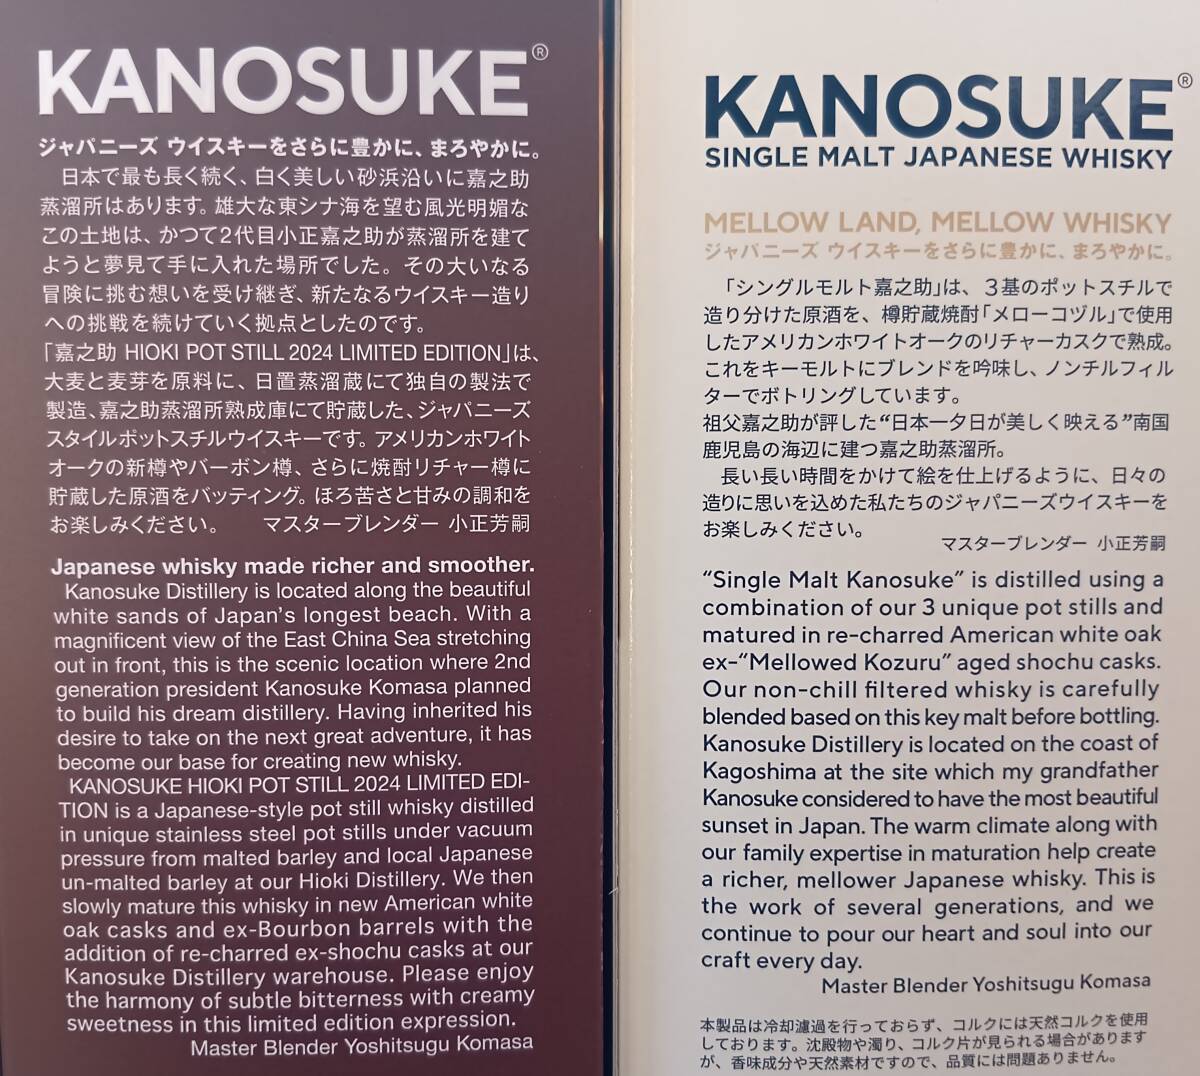 KANOSUKE®
ジャパニーズ ウイスキーをさらに豊かに、まろやかに。
日本で最も長く続く、白く美しい砂浜沿いに嘉之助
蒸溜所はあります。雄大な東シナ海を望む風光明媚な
この土地は、かつて2代目小正嘉之助が蒸溜所を建て
ようと夢見て手に入れた場所でした。その大いなる
冒険に挑む想いを受け継ぎ、新たなるウイスキー造り
への挑戦を続けていく拠点としたのです。
「嘉之助 HIOKI POT STILL 2024 LIMITED EDITION」は、
大麦と麦芽を原料に、日置蒸溜蔵にて独自の製法で
製造、嘉之助蒸溜所熟成庫にて貯蔵した、ジャパニーズ
スタイルポットスチルウイスキーです。アメリカンホワイト
オークの新樽やバーボン樽、さらに焼酎リチャー樽に
貯蔵した原酒をバッティング。ほろ苦さと甘みの調和を
お楽しみください。 マスターブレンダー 小正芳嗣
Japanese whisky made richer and smoother.
Kanosuke Distillery is located along the beautiful
white sands of Japan's longest beach. With a
magnificent view of the East China Sea stretching
out in front, this is the scenic location where 2nd
generation president Kanosuke Komasa planned
to build his dream distillery. Having inherited his
desire to take on the next great adventure, it has
become our base for creating new whisky.
KANOSUKE HIOKI POT STILL 2024 LIMITED EDI-
TION is a Japanese-style pot still whisky distilled
in unique stainless steel pot stills under vacuum
pressure from malted barley and local Japanese
un-malted barley at our Hioki Distillery. We then
slowly mature this whisky in new American white
oak casks and ex-Bourbon barrels with the
addition of re-charred ex-shochu casks at our
Kanosuke Distillery warehouse. Please enjoy
the harmony of subtle bitterness with creamy
sweetness in this limited edition expression.
Master Blender Yoshitsugu Komasa
KANOSUKE®
SINGLE MALT JAPANESE WHISKY
MELLOW LAND, MELLOW WHISKY
ジャパニーズ ウイスキーをさらに豊かに、まろやかに。
「シングルモルト嘉之助」は、3基のポットスチルで
造り分けた原酒を、樽貯蔵焼酎「メローコヅル」で使用
したアメリカンホワイトオークのリチャーカスクで熟成。
これをキーモルトにブレンドを吟味し、ノンチルフィル
ターでボトリングしています。
祖父嘉之助が評した“日本一夕日が美しく映える”南国
鹿児島の海辺に建つ嘉之助蒸溜所。
長い長い時間をかけて絵を仕上げるように、日々の
造りに思いを込めた私たちのジャパニーズウイスキーを
お楽しみください。
マスターブレンダー 小正芳嗣
“Single Malt Kanosuke” is distilled using a
combination of our 3 unique pot stills and
matured in re-charred American white oak
ex-“Mellowed Kozuru” aged shochu casks.
Our non-chill filtered whisky is carefully
blended based on this key malt before bottling.
Kanosuke Distillery is located on the coast of
Kagoshima at the site which my grandfather
Kanosuke considered to have the most beautiful
sunset in Japan. The warm climate along with
our family expertise in maturation help create
a richer, mellower Japanese whisky. This is
the work of several generations, and we
continue to pour our heart and soul into our
craft every day.
Master Blender Yoshitsugu Komasa
本製品は冷却濾過を行っておらず、コルクには天然コルクを使用
しております。沈殿物や濁り、コルク片が見られる場合があります
が、香味成分や天然素材ですので、品質には問題ありません。